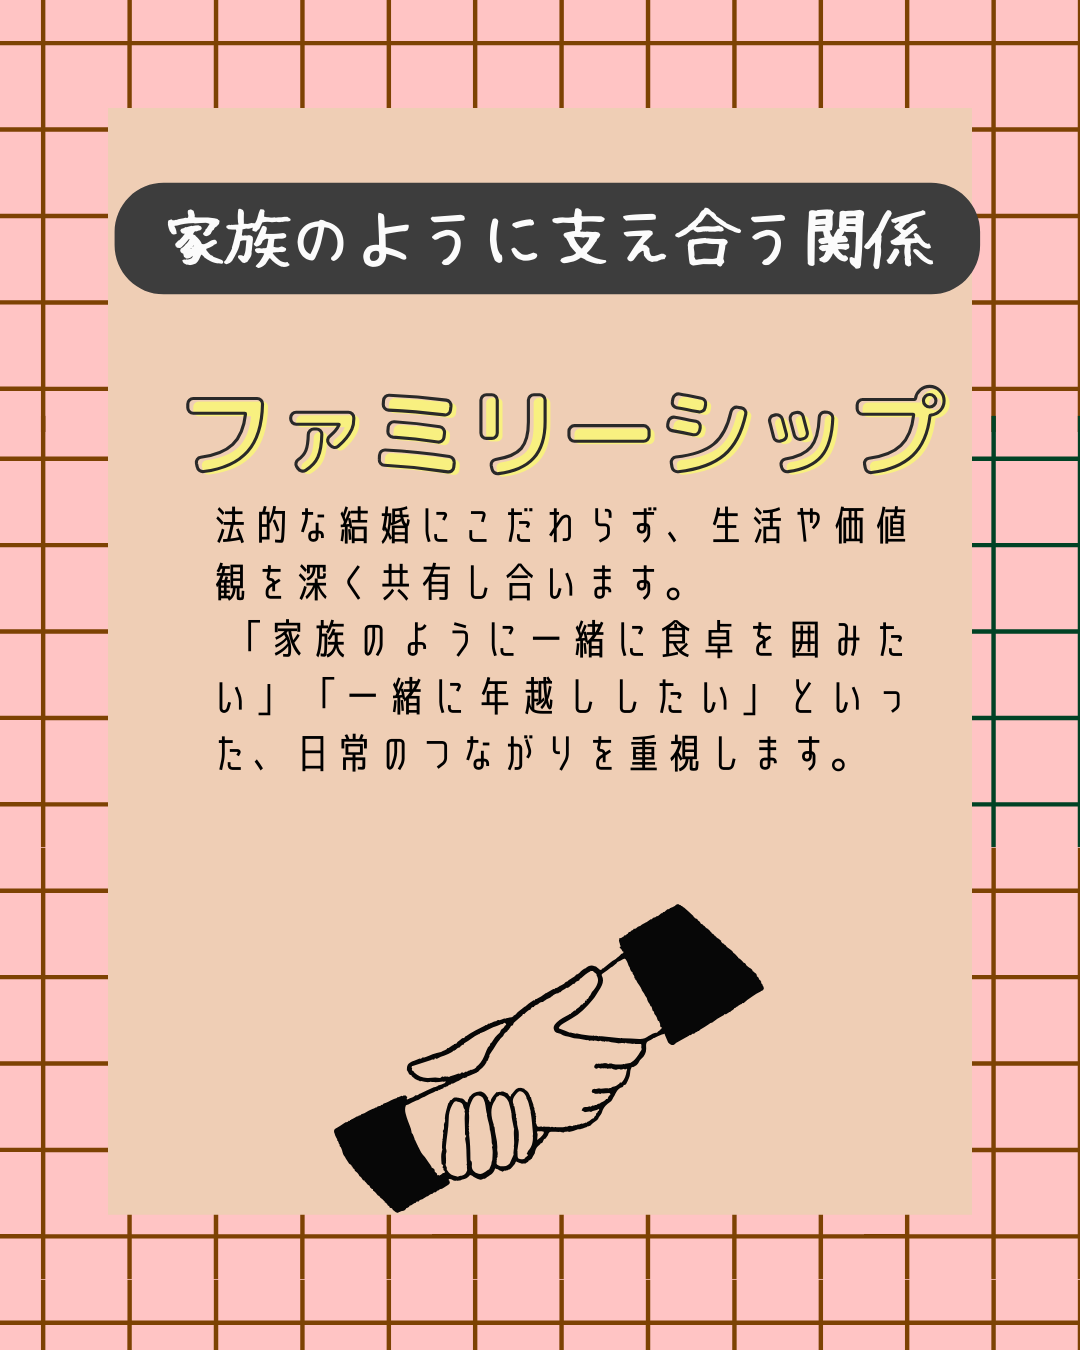 家族のように支え合う関係
ファミリーシップ
法的な結婚にこだわらず、生活や価値
観を深く共有し合います。
「家族のように一緒に食卓を囲みた
い」「一緒に年越ししたい」といっ
た、日常のつながりを重視します。